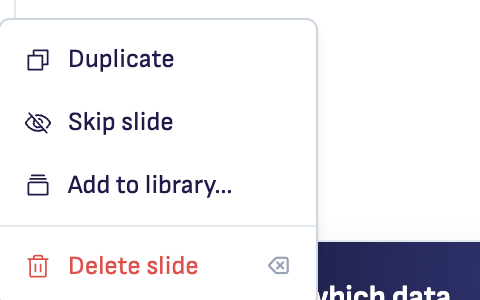 Duplicate
Skip slide
Add to library...
Delete slide
which data